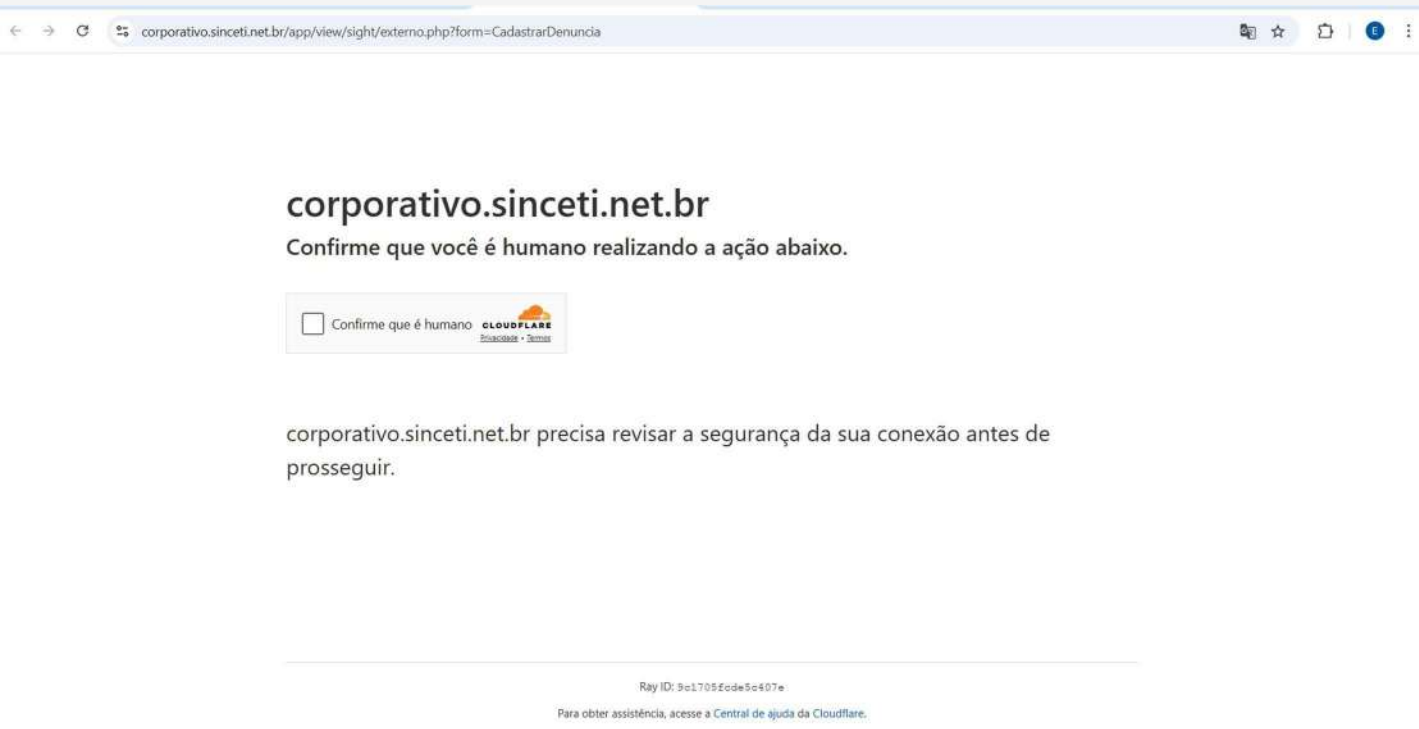 corporativo.sinceti.net.br/app/view/sight/externo.php?form=CadastrarDenuncia
E
corporativo.sinceti.net.br
Confirme que você é humano realizando a ação abaixo.
Confirme que é humano
CLOUDFLARE
Privacidade • Termos
corporativo.sinceti.net.br precisa revisar a segurança da sua conexão antes de
prosseguir.
Ray ID: 9c1705fcde5c407e
Para obter assistência, acesse a Central de ajuda da Cloudflare.